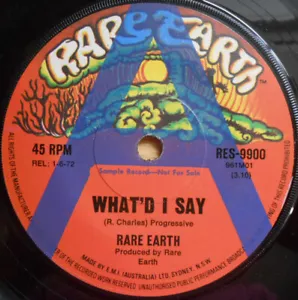 RARE EARTH
TM
45 RPM
REL: 1-6-72
Sample Record—Not For Sale
RES-9900
(3.10)
WHAT'D I SAY
(R. Charles) Progressive
RARE EARTH
Produced by Rare
Earth
MADE BY E.M.I. (AUSTRALIA) LTD. SYDNEY, N.S.W.